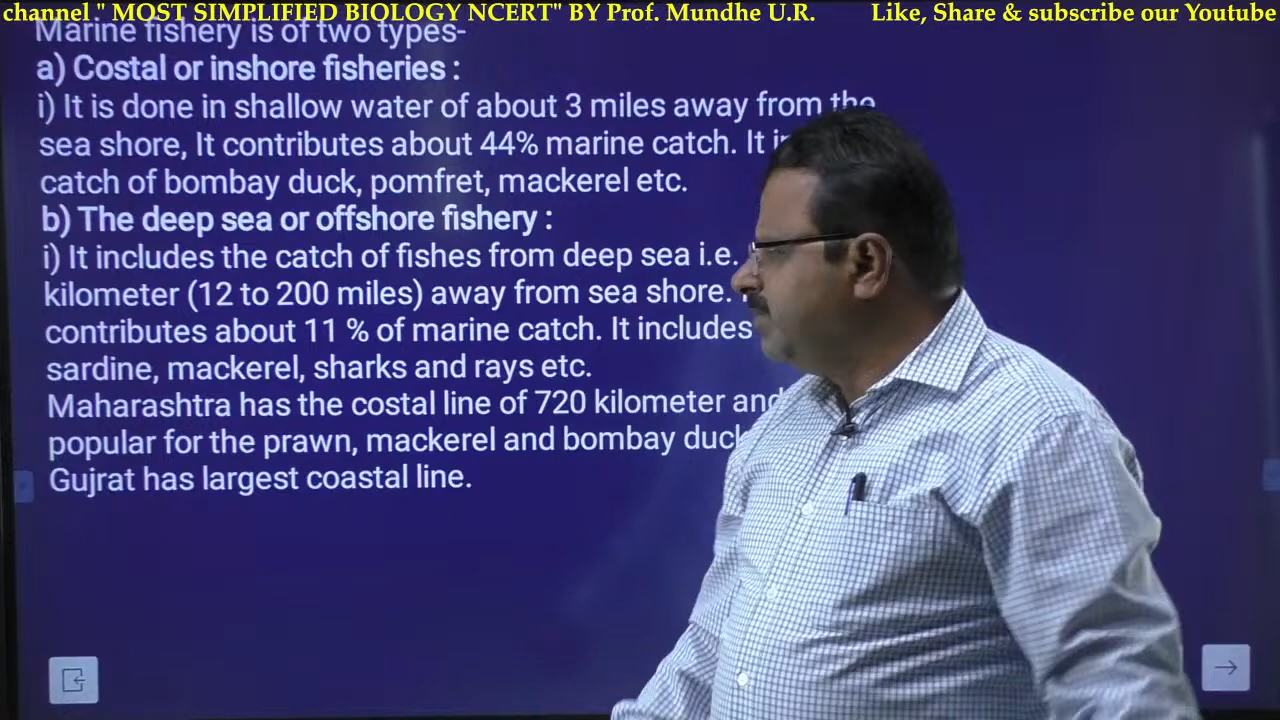 channel " MOST SIMPLIFIED BIOLOGY NCERT" BY Prof. Mundhe U.R. Like, Share & subscribe our Youtube
Marine fishery is of two types-
a) Costal or inshore fisheries :
i) It is done in shallow water of about 3 miles away from the
sea shore, It contributes about 44% marine catch. It
catch of bombay duck, pomfret, mackerel etc.
b) The deep sea or offshore fishery :
i) It includes the catch of fishes from deep sea i.e.
kilometer (12 to 200 miles) away from sea shore.
contributes about 11 % of marine catch. It includes
sardine, mackerel, sharks and rays etc.
Maharashtra has the costal line of 720 kilometer and
popular for the prawn, mackerel and bombay duck
Gujrat has largest coastal line.